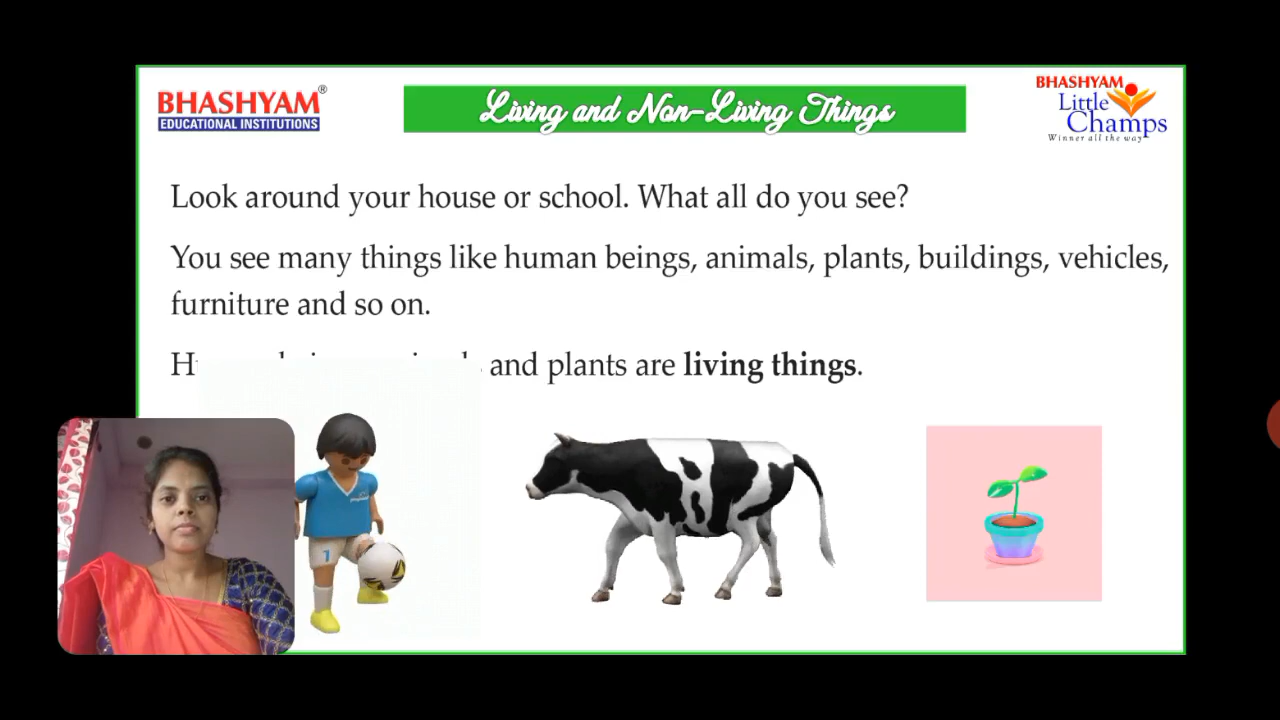 BHASHYAM®
EDUCATIONAL INSTITUTIONS
Living and Non-Living Things
BHASHYAM
Little
Champs
Winner all the way
Look around your house or school. What all do you see?
You see many things like human beings, animals, plants, buildings, vehicles,
furniture and so on.
and plants are living things.
1